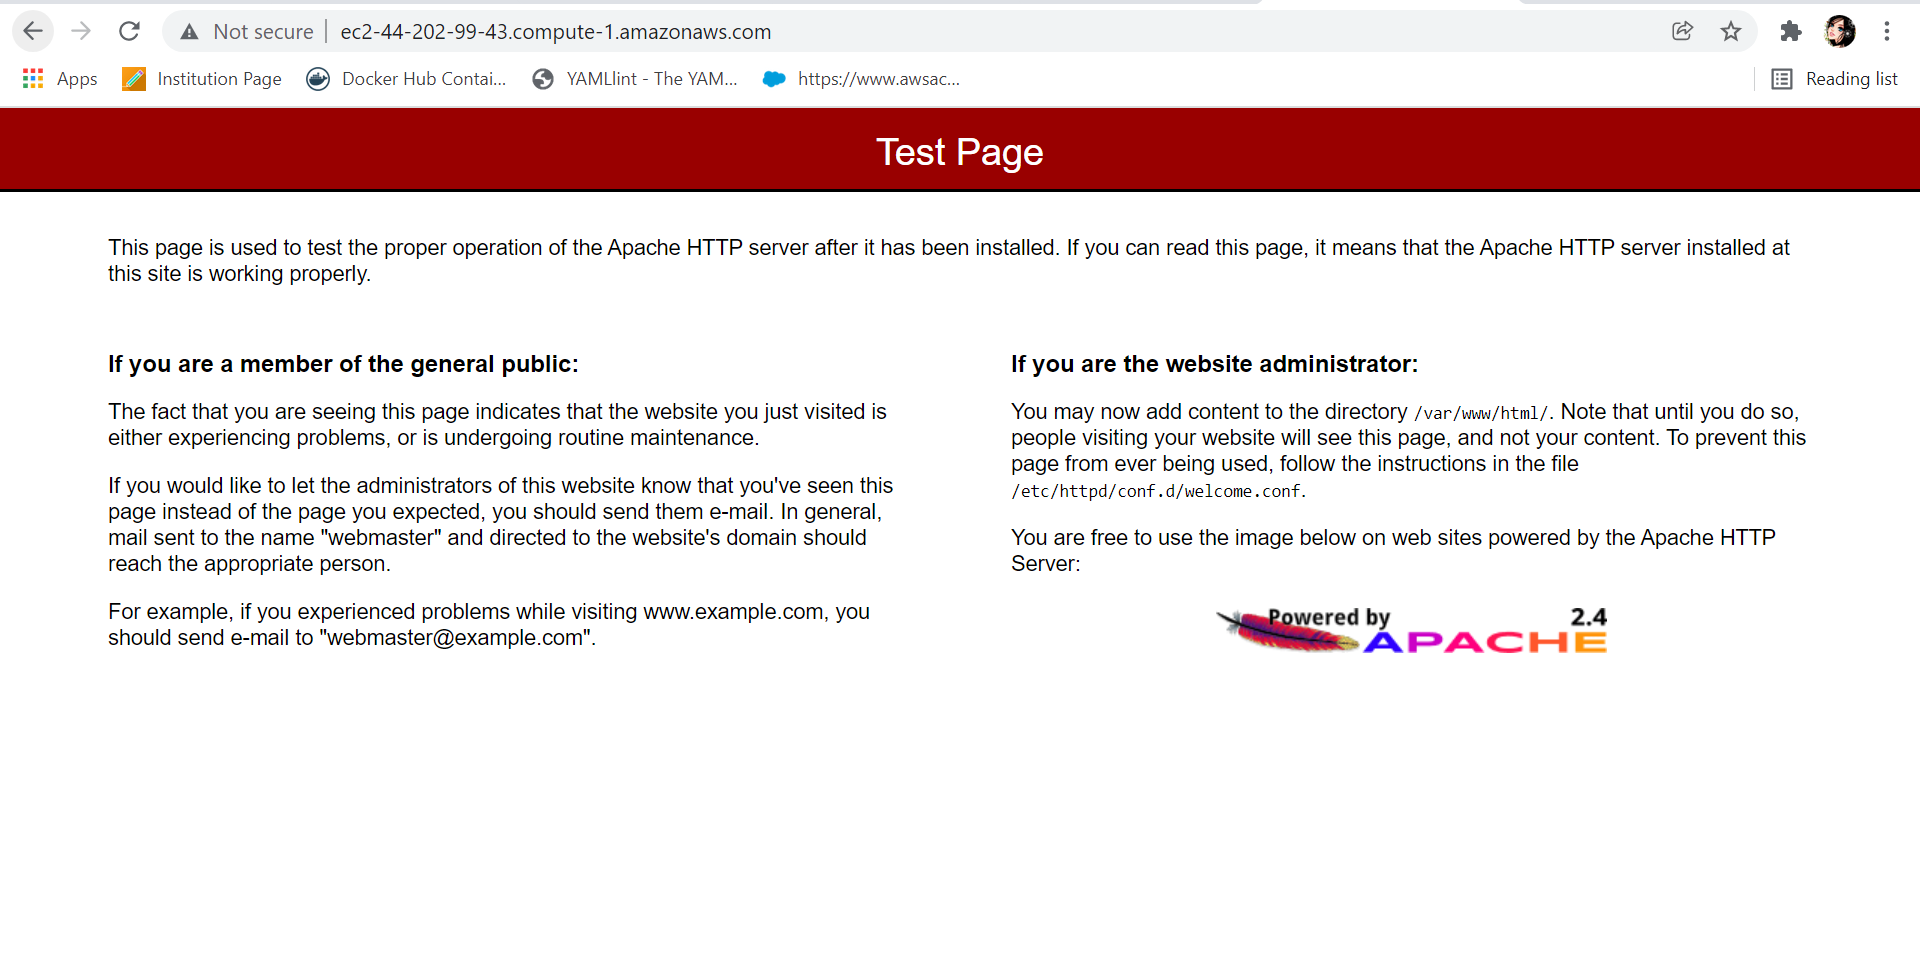 Not secure ec2-44-202-99-43.compute-1.amazonaws.com
Apps Institution Page Docker Hub Contai... YAMLlint - The YAM... https://www.awsac... Reading list
Test Page
This page is used to test the proper operation of the Apache HTTP server after it has been installed. If you can read this page, it means that the Apache HTTP server installed at
this site is working properly.
If you are a member of the general public:
The fact that you are seeing this page indicates that the website you just visited is
either experiencing problems, or is undergoing routine maintenance.
If you would like to let the administrators of this website know that you've seen this
page instead of the page you expected, you should send them e-mail. In general,
mail sent to the name "webmaster" and directed to the website's domain should
reach the appropriate person.
For example, if you experienced problems while visiting www.example.com, you
should send e-mail to "webmaster@example.com".
If you are the website administrator:
You may now add content to the directory /var/www/html/. Note that until you do so,
people visiting your website will see this page, and not your content. To prevent this
page from ever being used, follow the instructions in the file
/etc/httpd/conf.d/welcome.conf.
You are free to use the image below on web sites powered by the Apache HTTP
Server:
Powered by 2.4
APACHE